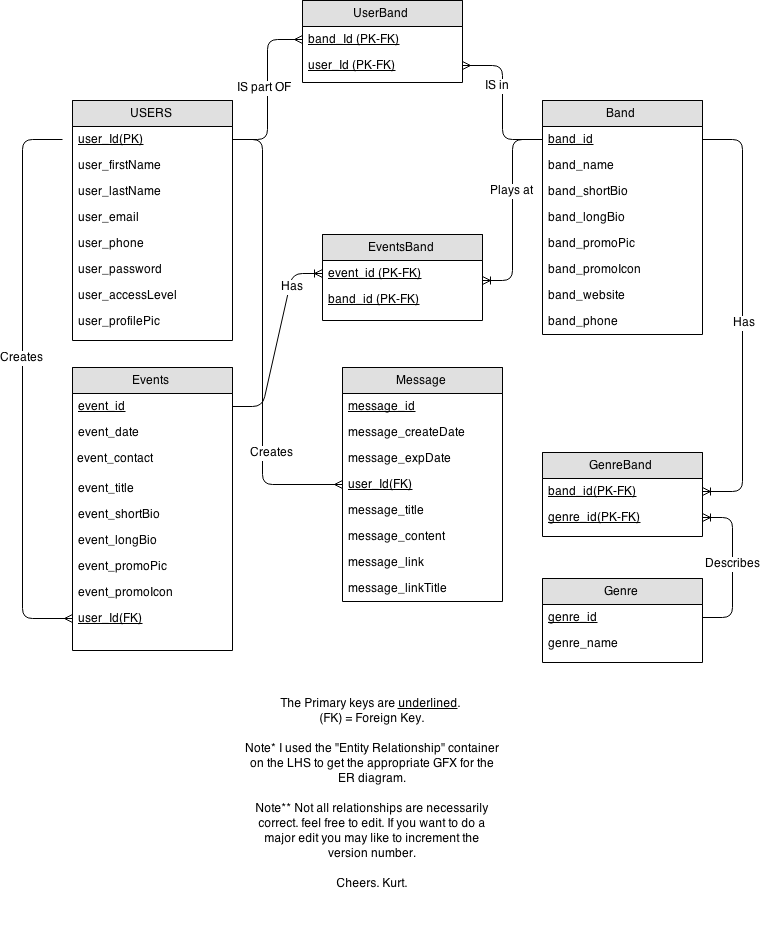 UserBand
band_Id (PK-FK)
user_Id (PK-FK)
IS part OF
IS in
USERS
user_Id(PK)
user_firstName
user_lastName
user_email
user_phone
user_password
user_accessLevel
user_profilePic
Band
band_id
band_name
band_shortBio
band_longBio
band_promoPic
band_promoIcon
band_website
band_phone
Plays at
EventsBand
event_id (PK-FK)
band_id (PK-FK)
Has
Has
Creates
Events
event_id
event_date
event_contact
event_title
event_shortBio
event_longBio
event_promoPic
event_promoIcon
user_Id(FK)
Creates
Message
message_id
message_createDate
message_expDate
user_Id(FK)
message_title
message_content
message_link
message_linkTitle
GenreBand
band_id(PK-FK)
genre_id(PK-FK)
Describes
Genre
genre_id
genre_name
The Primary keys are underlined.
(FK) = Foreign Key.
Note* I used the "Entity Relationship" container
on the LHS to get the appropriate GFX for the
ER diagram.
Note** Not all relationships are necessarily
correct. feel free to edit. If you want to do a
major edit you may like to increment the
version number.
Cheers. Kurt.